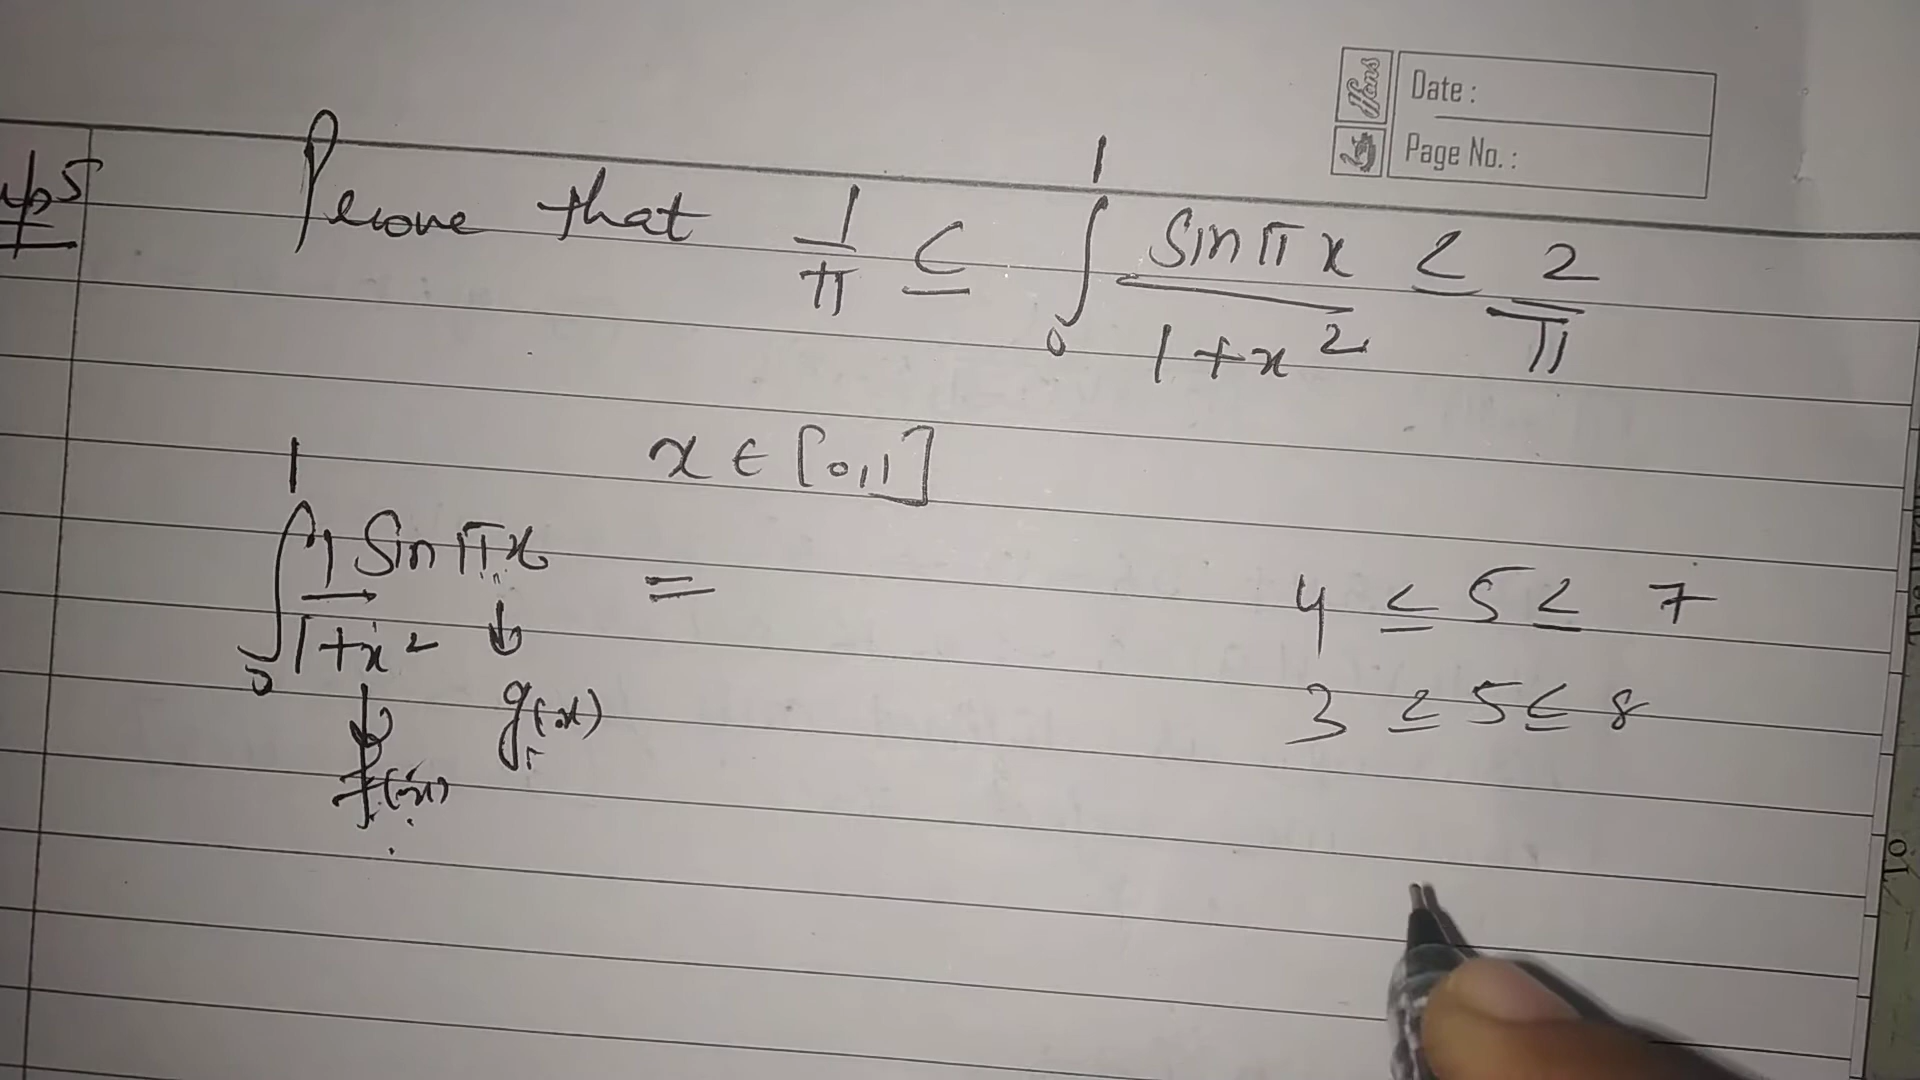 Date :
Page No. :
Prove that 1/π ≤ ∫₀¹ Sin πx / 1+x² ≤ 2/π
x ∈ [0,1]
∫₀¹ 1/1+x² Sin πx =
f(x) g(x)
4 ≤ 5 ≤ 7
3 ≤ 5 ≤ 8